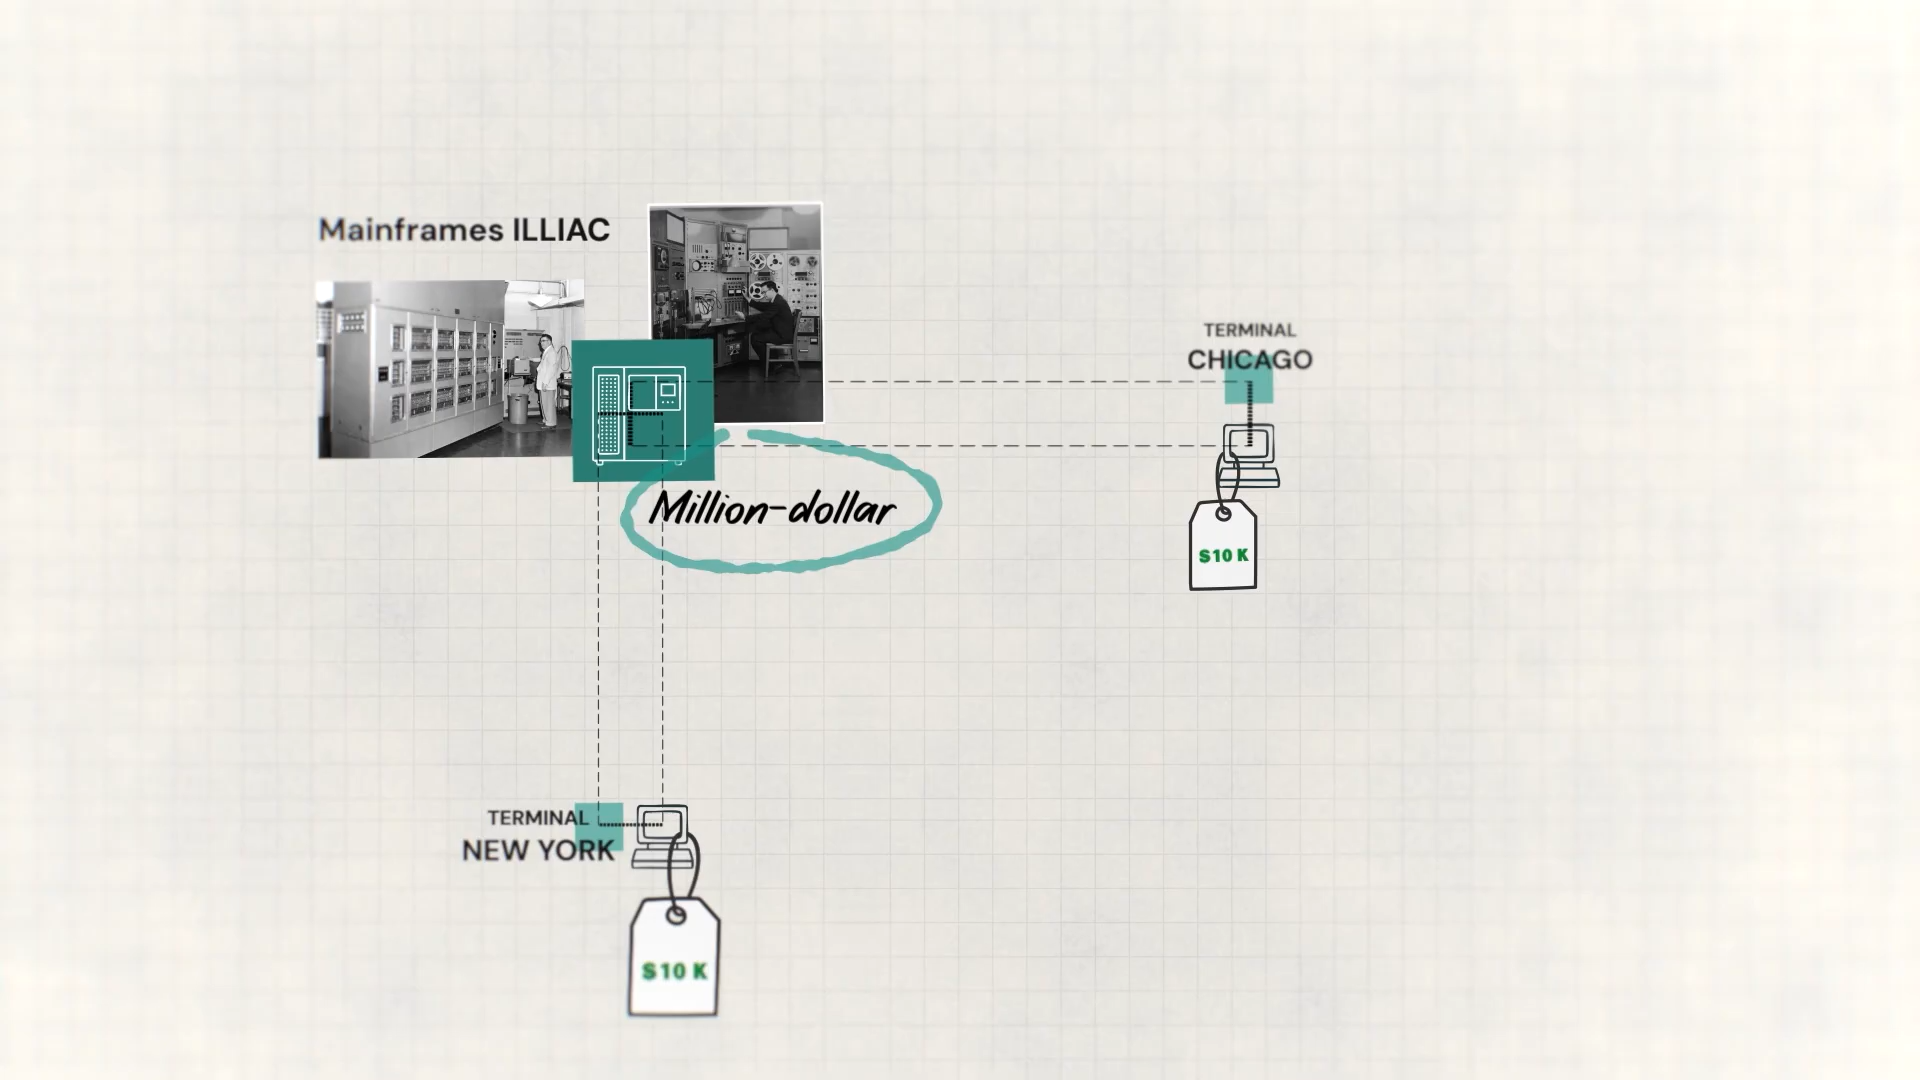 Mainframes ILLIAC
TERMINAL
CHICAGO
Million-dollar
$10 K
TERMINAL
NEW YORK
$10 K